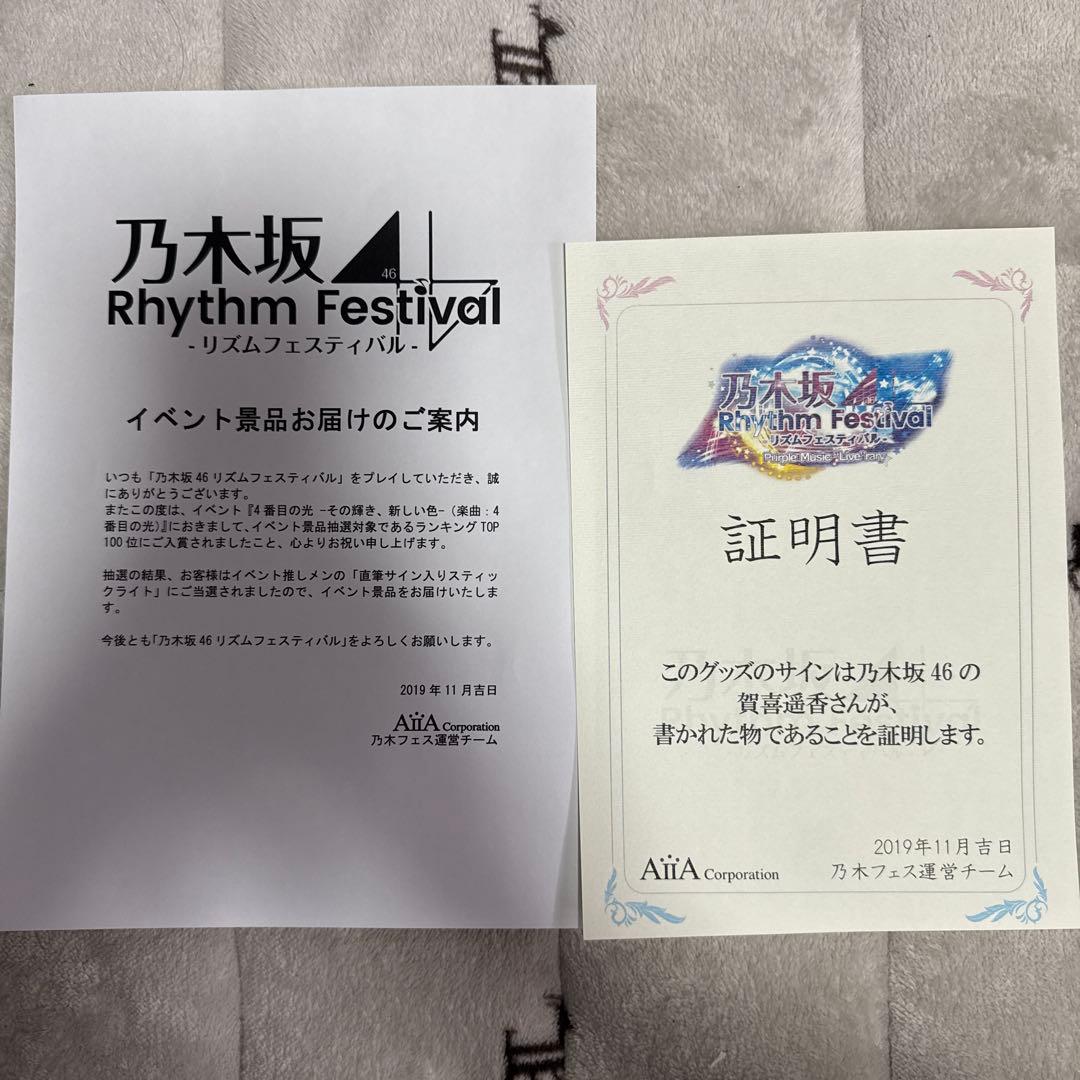 乃木坂46
Rhythm Festival
- リズムフェスティバル -
イベント景品お届けのご案内
いつも「乃木坂46リズムフェスティバル」をプレイしていただき、誠
にありがとうございます。
またこの度は、イベント『4番目の光 -その輝き、新しい色-（楽曲：4
番目の光)』におきまして、イベント景品抽選対象であるランキングTOP
100位にご入賞されましたこと、心よりお祝い申し上げます。
抽選の結果、お客様はイベント推しメンの「直筆サイン入りスティッ
クライト」にご当選されましたので、イベント景品をお届けいたしま
す。
今後とも「乃木坂46リズムフェスティバル」をよろしくお願いします。
2019年11月吉日
AiiA Corporation
乃木フェス運営チーム
乃木坂46
Rhythm Festival
- リズムフェスティバル -
Purple Music "Live"rary
証明書
このグッズのサインは乃木坂46の
賀喜遥香さんが、
書かれた物であることを証明します。
2019年11月吉日
AiiA Corporation 乃木フェス運営チーム